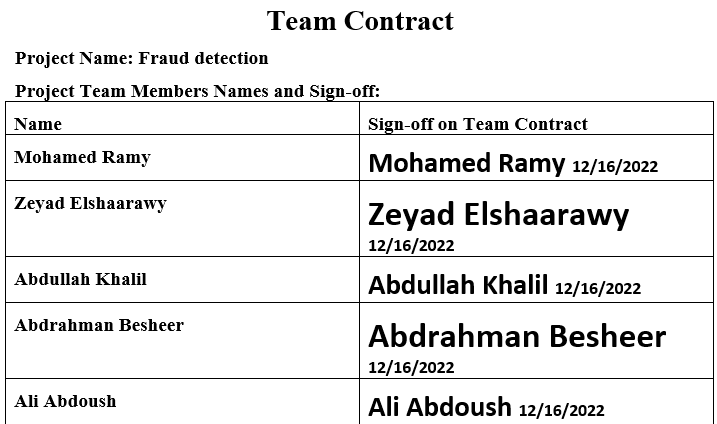 Team Contract
Project Name: Fraud detection
Project Team Members Names and Sign-off:
Name Sign-off on Team Contract
Mohamed Ramy Mohamed Ramy 12/16/2022
Zeyad Elshaarawy Zeyad Elshaarawy
12/16/2022
Abdullah Khalil Abdullah Khalil 12/16/2022
Abdrahman Besheer Abdrahman Besheer
12/16/2022
Ali Abdoush Ali Abdoush 12/16/2022